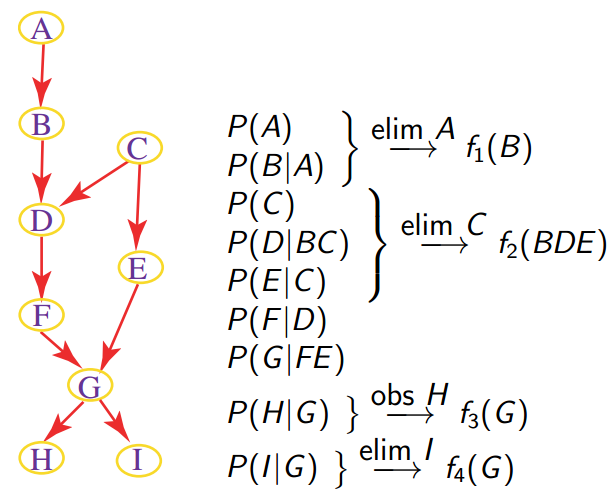 A
B
C
D
E
F
G
H
I
P(A)
P(B|A)
elim A
⟶ f₁(B)
P(C)
P(D|BC)
P(E|C)
elim C
⟶ f₂(BDE)
P(F|D)
P(G|FE)
P(H|G) } obs H ⟶ f₃(G)
P(I|G) } elim I ⟶ f₄(G)